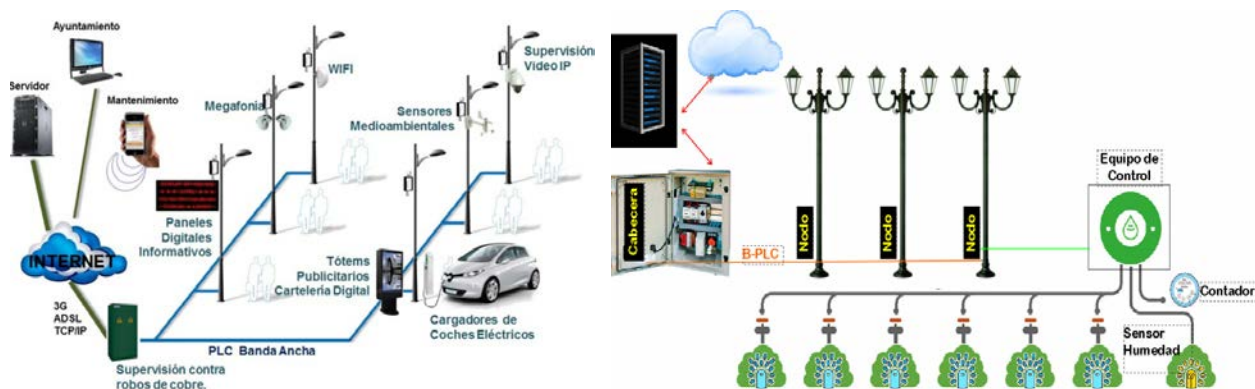 Ayuntamiento
Servidor
Mantenimiento
WIFI
Supervisión
Video IP
Megafonía
Sensores
Medioambientales
Paneles
Digitales
Informativos
INTERNET
Tótems
Publicitarios
Cartelería Digital
3G
ADSL
TCP/IP
PLC Banda Ancha
Cargadores de
Coches Eléctricos
Supervisión contra
robos de cobre.
Cabecera
B-PLC
Nodo
Nodo
Nodo
Equipo de
Control
Contador
Sensor
Humedad